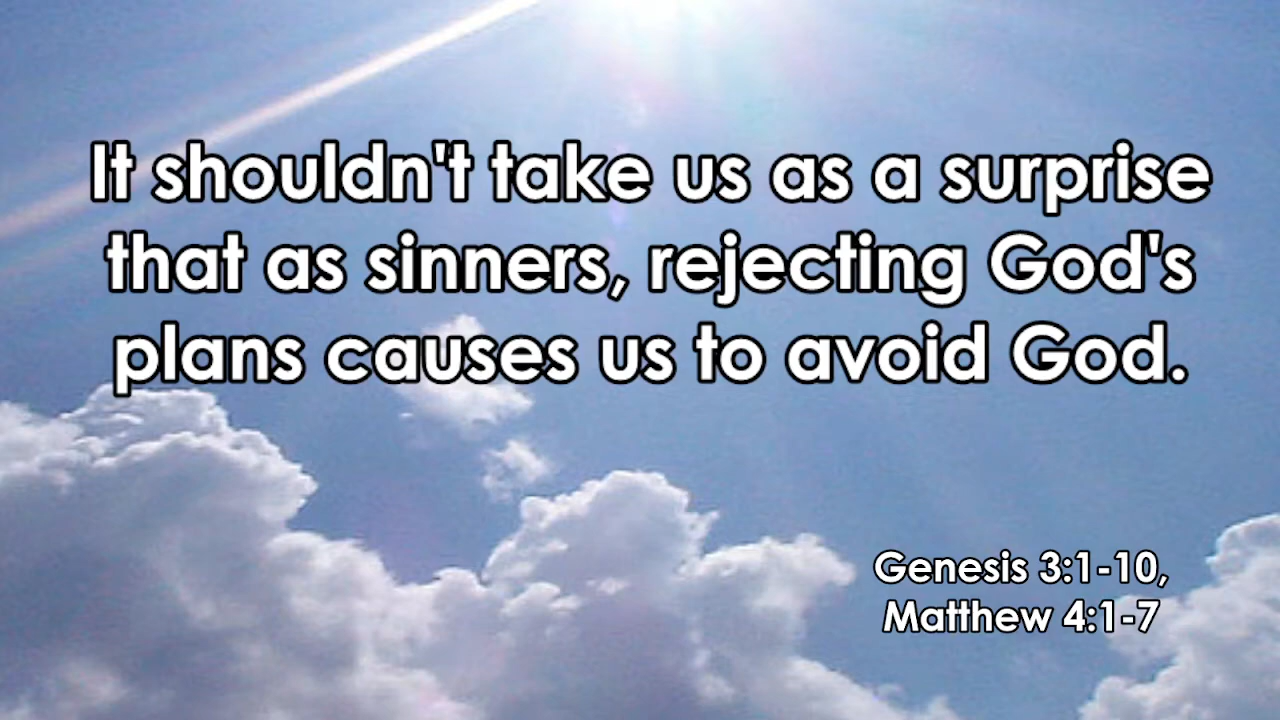 It shouldn't take us as a surprise
that as sinners, rejecting God's
plans causes us to avoid God.
Genesis 3:1-10,
Matthew 4:1-7